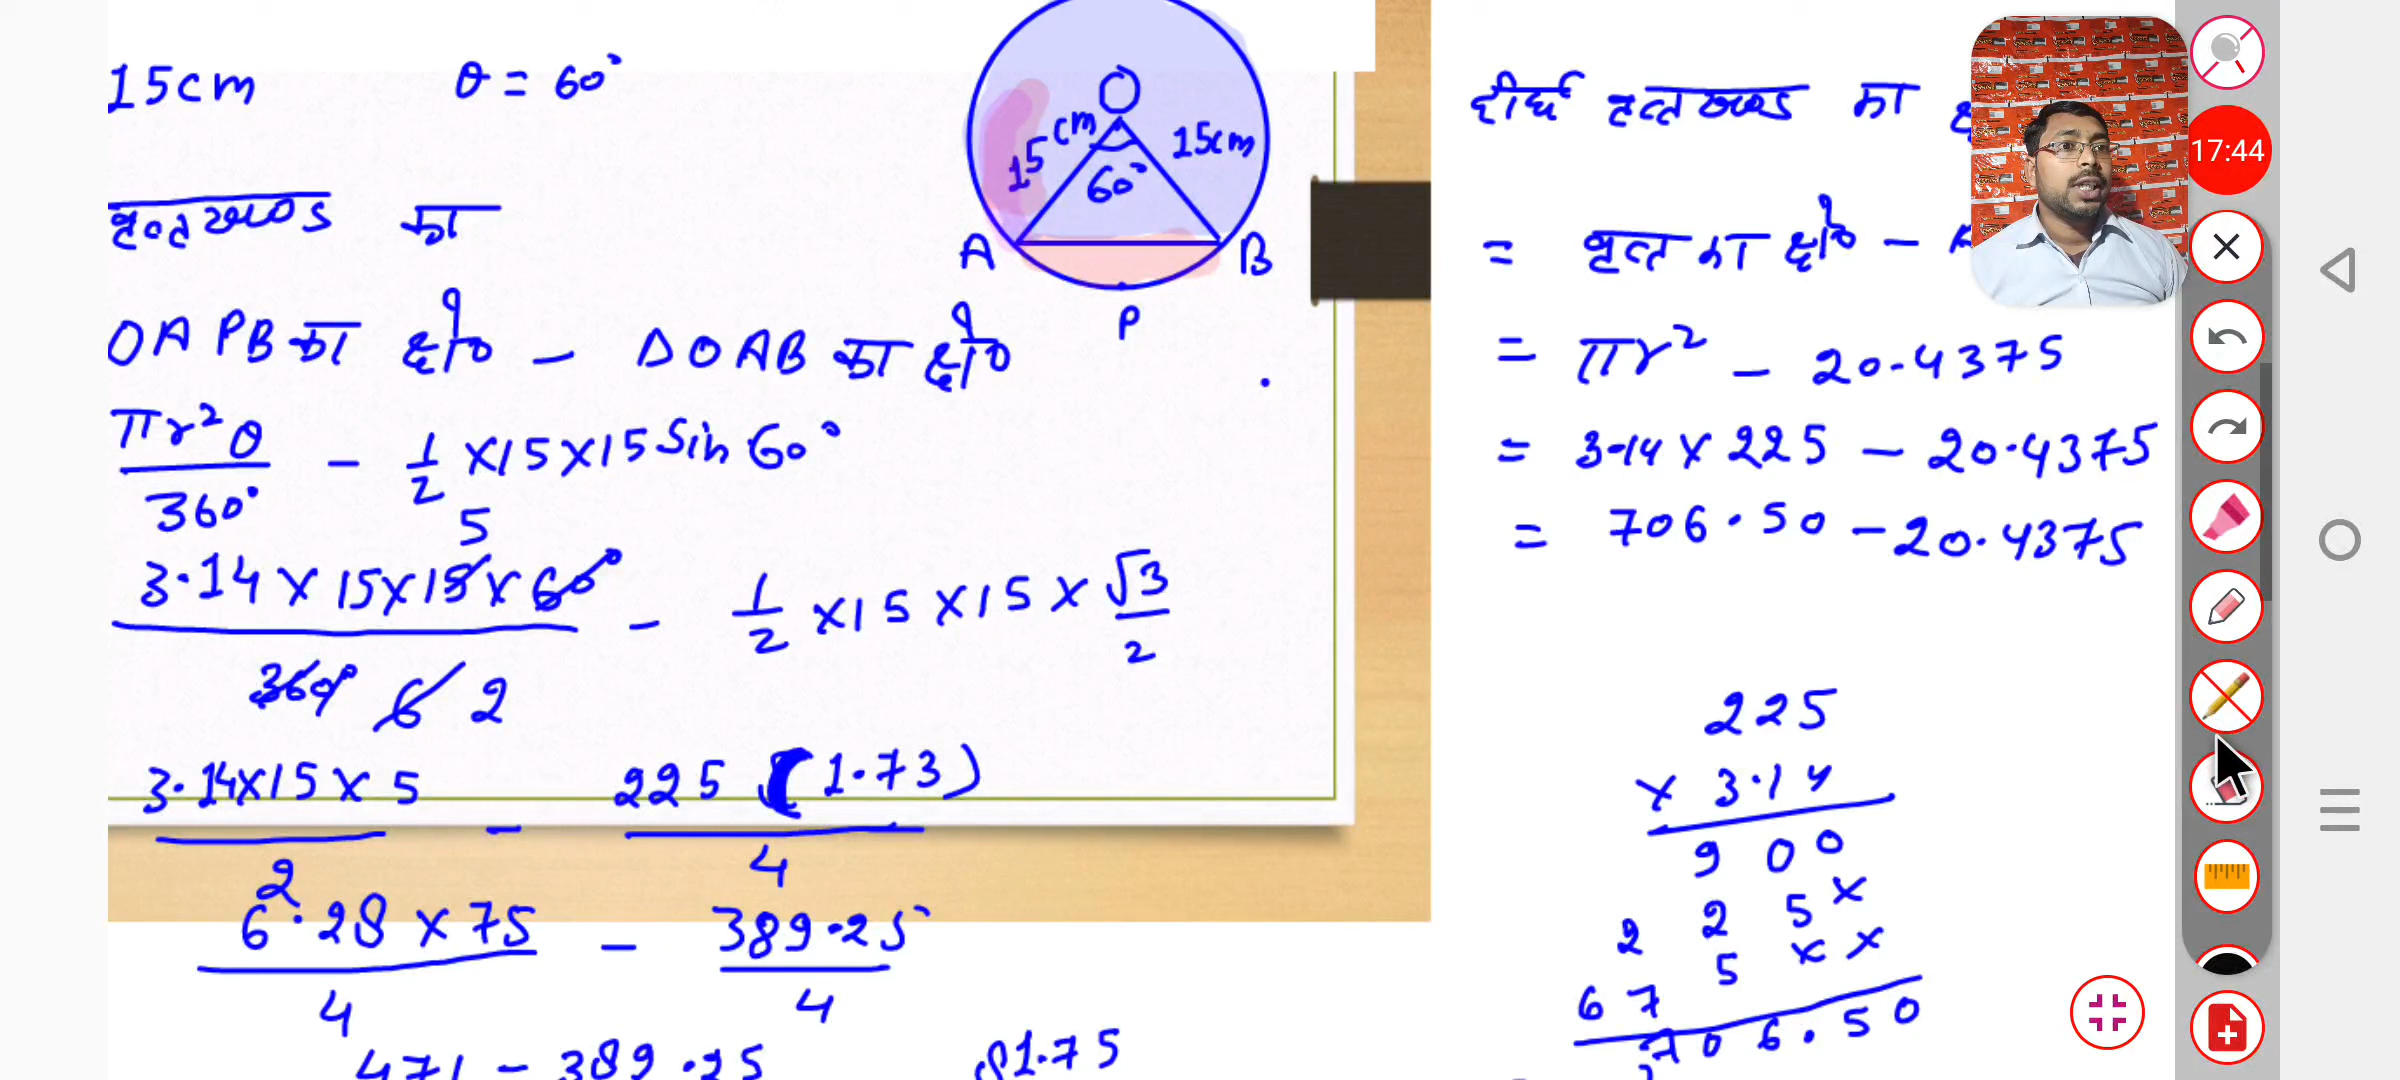 15cm θ = 60°
वृत्तखण्ड का
OAPB का क्षे० − ΔOAB का क्षे०
πr²θ/360° − 1/2 ×15×15 Sin 60°
5
3.14 × 15×15×60°/360° 6 2 − 1/2 ×15×15×√3/2
3.14×15×5/2 − 225 (1.73)/4
6.28×75/4 − 389.25/4
471 − 389.25 81.75
O
15cm 15cm
60°
A B
P
दीर्घ वृत्तखण्ड का
= वृत्त का क्षे० −
= πr² − 20.4375
= 3.14 × 225 − 20.4375
= 706.50 − 20.4375
225
× 3.14
900
225×
675××
706.50
17:44